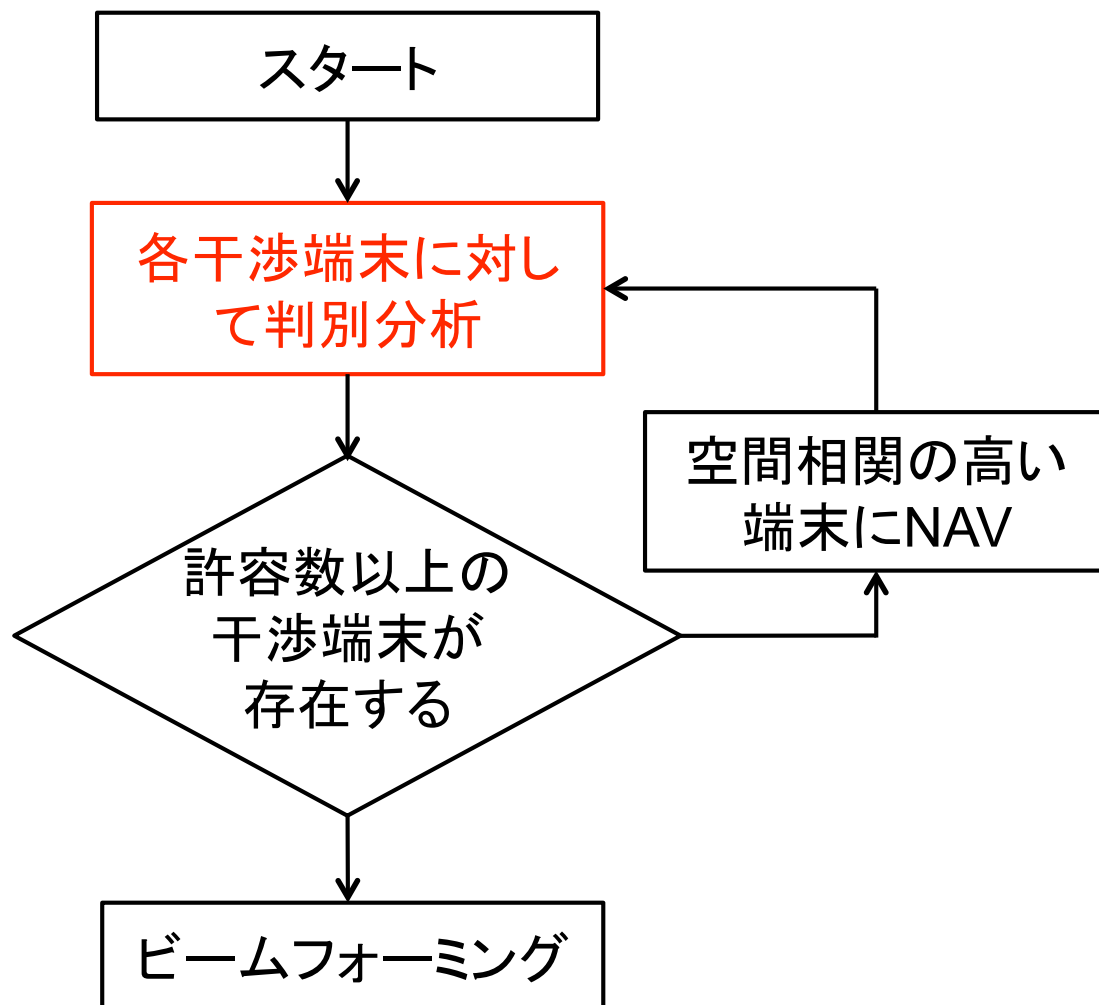 スタート
各干渉端末に対し
て判別分析
空間相関の高い
端末にNAV
許容数以上の
干渉端末が
存在する
ビームフォーミング